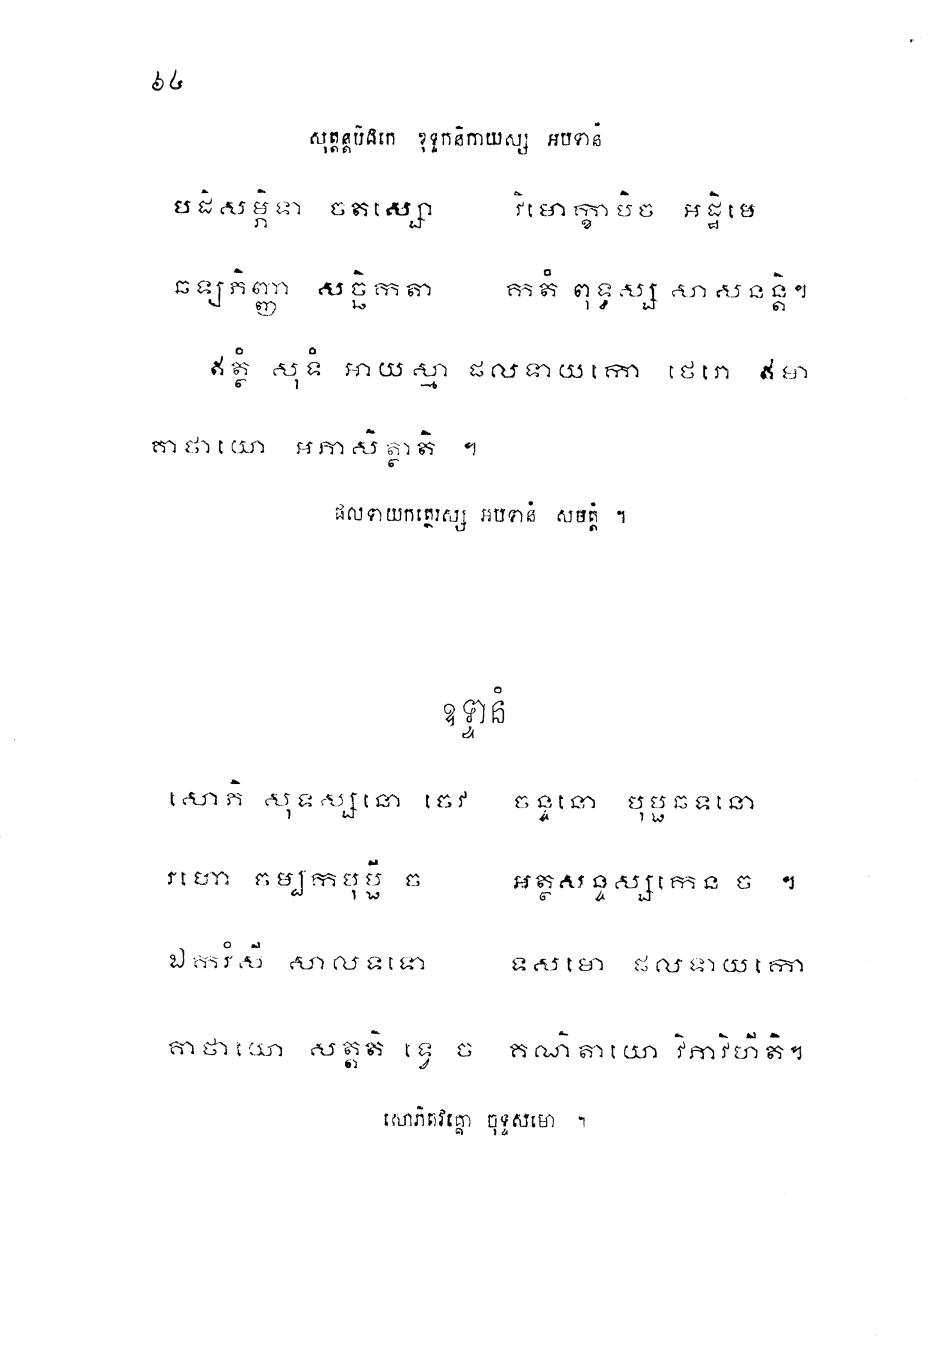 ៦៤
សុត្តន្តបិដកេ ខុទ្ទកនិកាយស្ស អបទានំ
បដិសម្ភិទា ចតស្សោ វិមោក្ខាបិច អដ្ឋិមេ
ឆឡភិញ្ញា សច្ឆិកតា កតំ ពុទ្ធស្ស សាសនន្តិ។
ឥត្ថំ សុទំ អាយស្មា ផលទាយកោ ថេរោ ឥមា
គាថាយោ អភាសិត្ថាតិ ។
ផលទាយកត្ថេរស្ស អបទានំ សមត្តំ ។
ឧទ្ទានំ
សោភិ សុទស្សនោ ចេវ ចន្ទនោ បុប្ផឆទនោ
រហោ ចម្បកបុប្ផី ច អត្ថសន្ទស្សកេន ច ។
ឯករំសី សាលទទោ ទសមោ ផលទាយកោ
គាថាយោ សត្តតិ ទ្វេ ច គណិតាយោ វិភាវិហីតិ។
សោភិតវគ្គោ ចុទ្ទសមោ ។